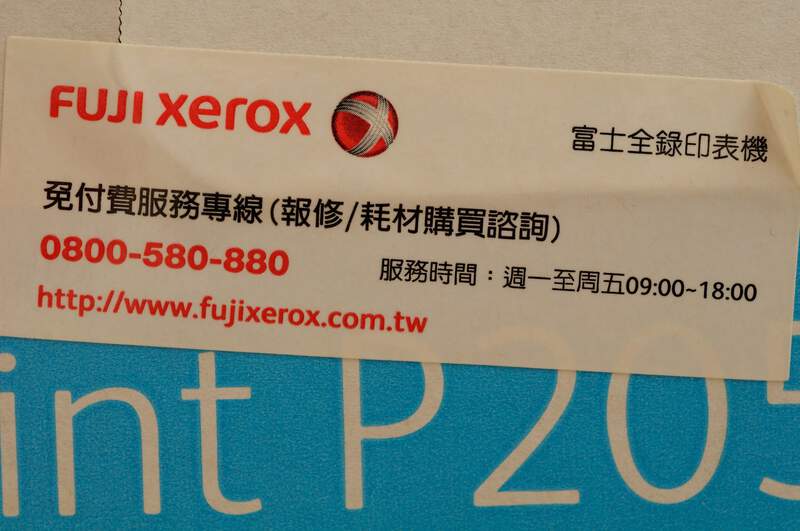 FUJI xerox
富士全錄印表機
免付費服務專線(報修/耗材購買諮詢)
0800-580-880
服務時間：週一至周五09:00~18:00
http://www.fujixerox.com.tw
int P205